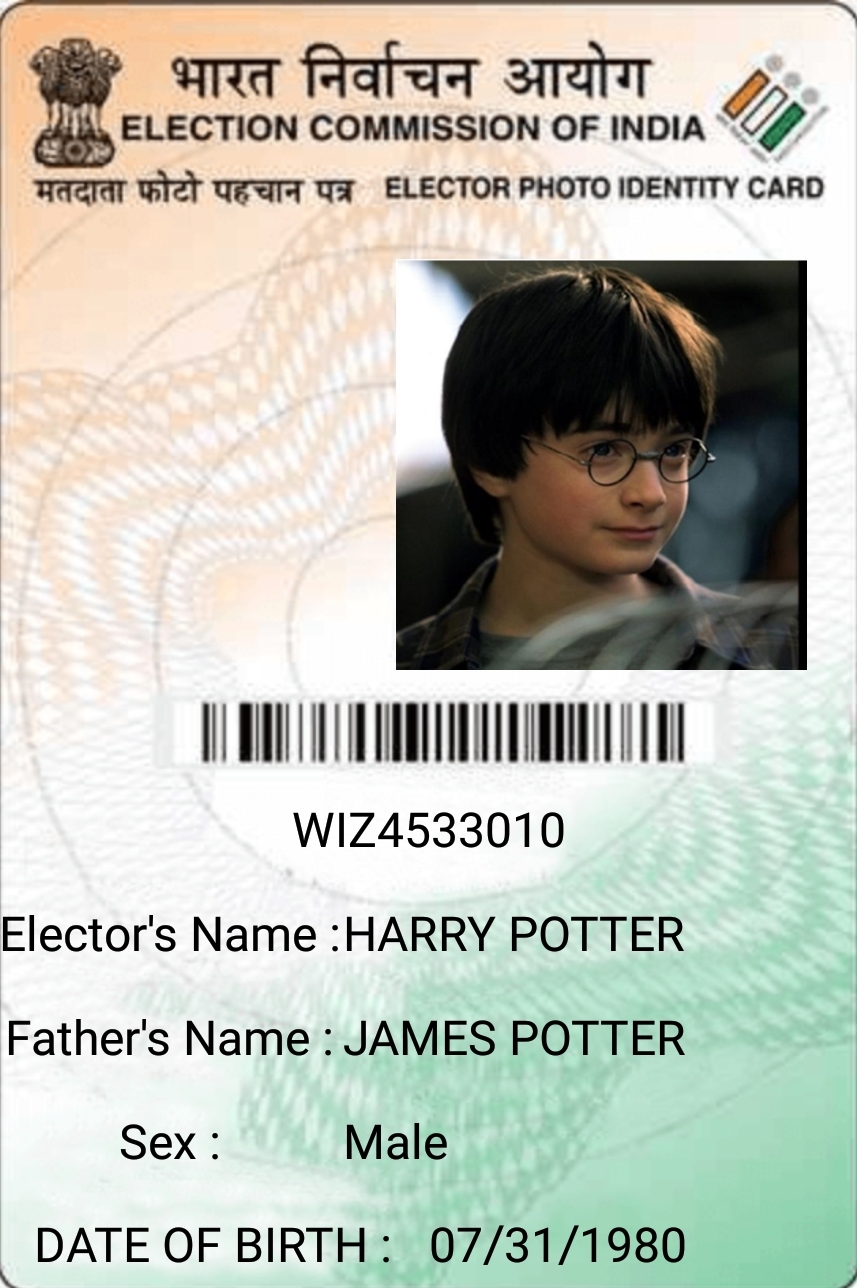 भारत निर्वाचन आयोग
ELECTION COMMISSION OF INDIA
मतदाता फोटो पहचान पत्र ELECTOR PHOTO IDENTITY CARD
WIZ4533010
Elector's Name :HARRY POTTER
Father's Name : JAMES POTTER
Sex : Male
DATE OF BIRTH : 07/31/1980